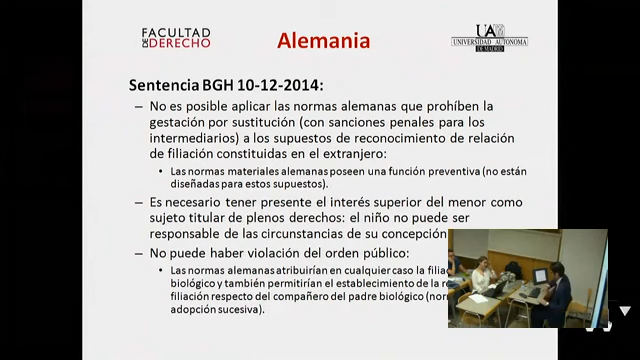 FACULTAD
DE DERECHO
Alemania
UAM
UNIVERSIDAD AUTONOMA
DE MADRID
Sentencia BGH 10-12-2014:
– No es posible aplicar las normas alemanas que prohíben la
gestación por sustitución (con sanciones penales para los
intermediarios) a los supuestos de reconocimiento de relación
de filiación constituidas en el extranjero:
• Las normas materiales alemanas poseen una función preventiva (no están
diseñadas para estos supuestos).
– Es necesario tener presente el interés superior del menor como
sujeto titular de plenos derechos: el niño no puede ser
responsable de las circunstancias de su concepción
– No puede haber violación del orden público:
• Las normas alemanas atribuirían en cualquier caso la
biológico y también permitirían el establecimiento de la
filiación respecto del compañero del padre biológico
adopción sucesiva).